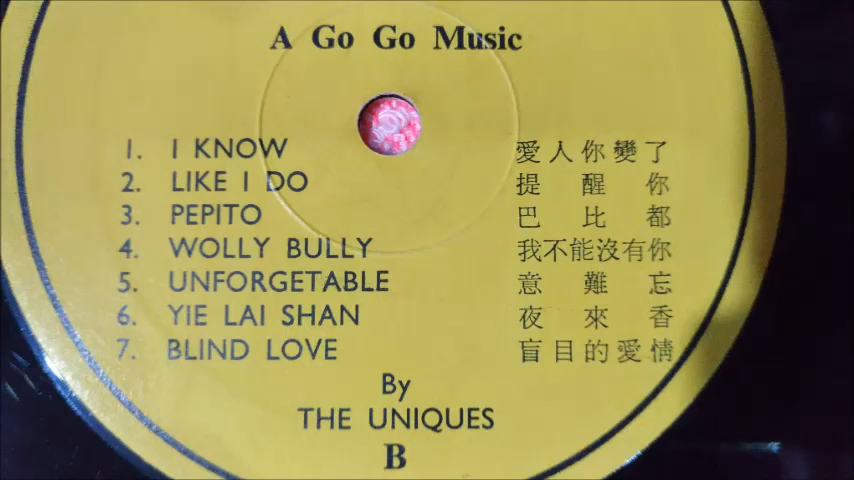 A Go Go Music
1. I KNOW 愛人你變了
2. LIKE I DO 提醒你
3. PEPITO 巴比都
4. WOLLY BULLY 我不能沒有你
5. UNFORGETABLE 意難忘
6. YIE LAI SHAN 夜來香
7. BLIND LOVE 盲目的愛情
By
THE UNIQUES
B